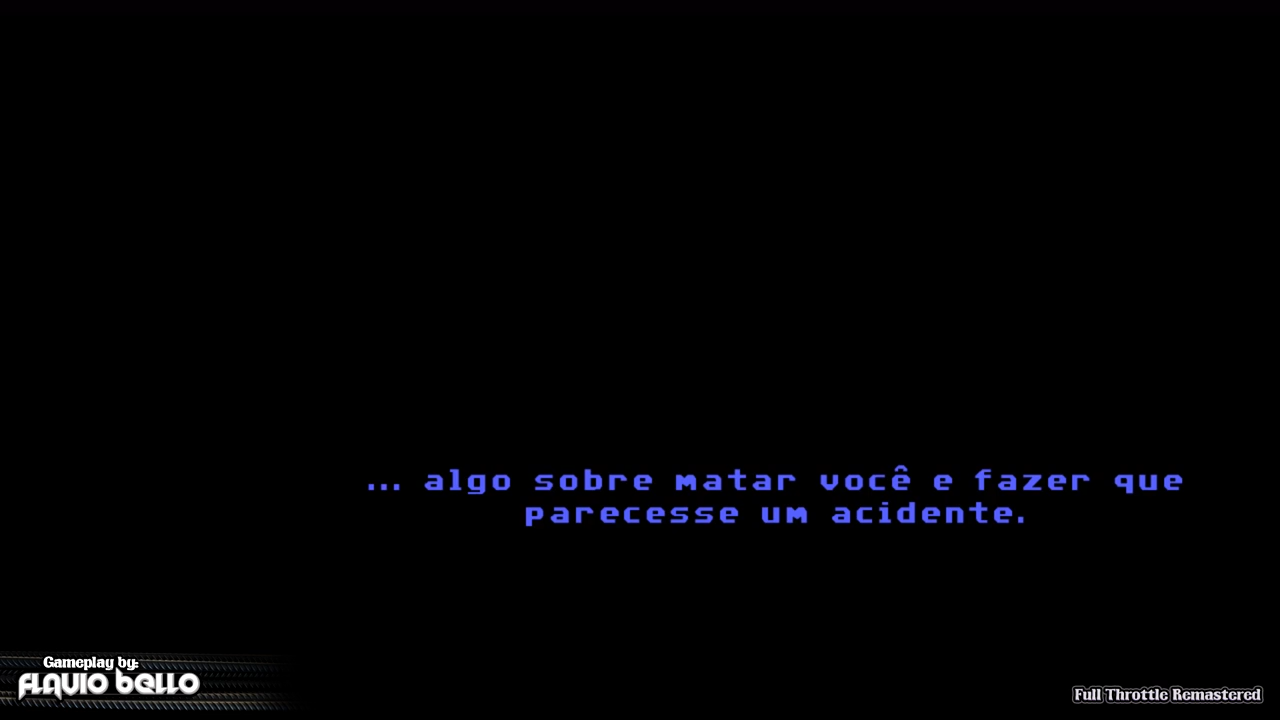 ... algo sobre matar você e fazer que
parecesse um acidente.
Gameplay by:
FLAVIO BELLO
Full Throttle Remastered